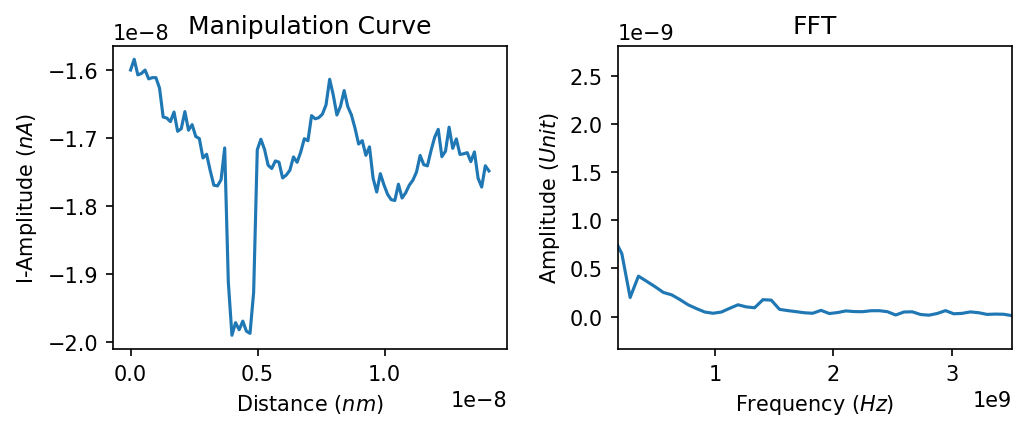 Manipulation Curve
1e−8
−1.6
−1.7
−1.8
−1.9
−2.0
I-Amplitude (nA)
0.0 0.5 1.0
1e−8
Distance (nm)
FFT
1e−9
2.5
2.0
1.5
1.0
0.5
0.0
Amplitude (Unit)
1 2 3
1e9
Frequency (Hz)